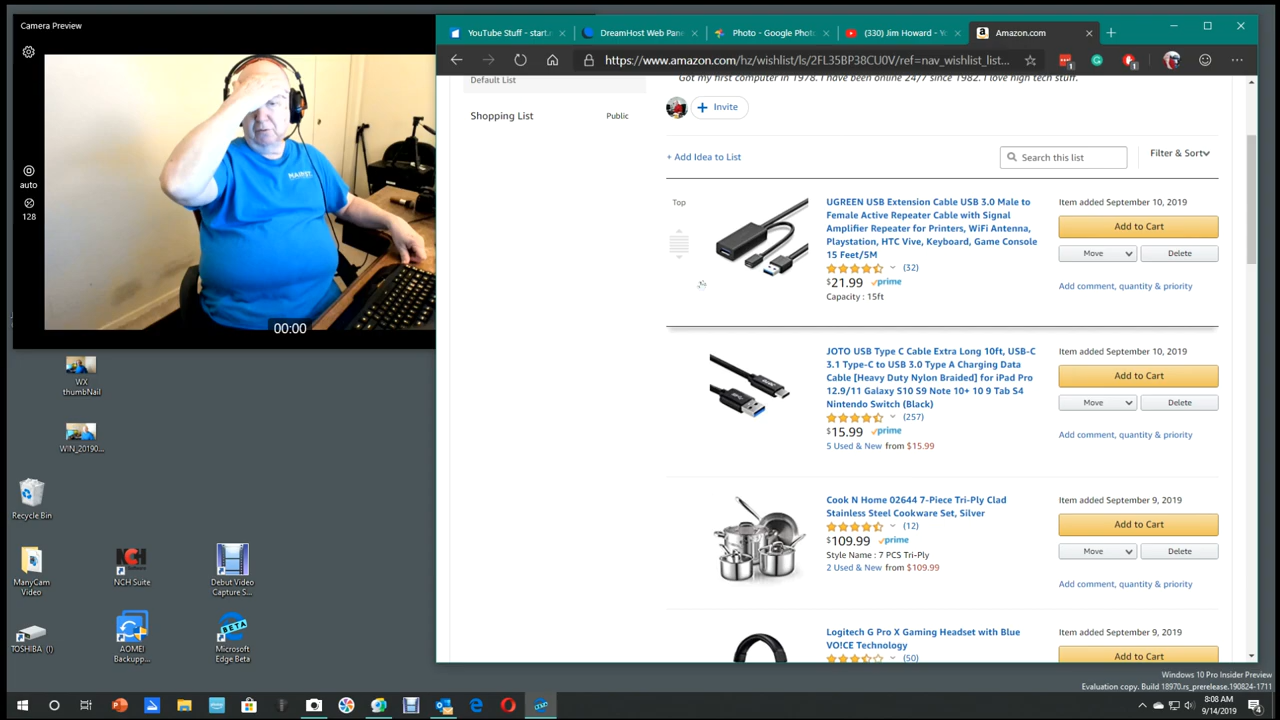 Camera Preview
auto
128
00:00
WX
thumbNail
WIN_20190...
Recycle Bin
ManyCam
Video
NCH Suite
Debut Video
Capture S...
TOSHIBA (I)
AOMEI
Backupp...
Microsoft
Edge Beta
YouTube Stuff - start.r
DreamHost Web Pan
Photo - Google Phot
(330) Jim Howard - Y
Amazon.com
https://www.amazon.com/hz/wishlist/ls/2FL35BP38CU0V/ref=nav_wishlist_list...
Default List
Shopping List Public
Got my first computer in 1978. I have been online 24/7 since 1982. I love high tech stuff.
Invite
+ Add Idea to List
Search this list
Filter & Sort
Top
UGREEN USB Extension Cable USB 3.0 Male to
Female Active Repeater Cable with Signal
Amplifier Repeater for Printers, WiFi Antenna,
Playstation, HTC Vive, Keyboard, Game Console
15 Feet/5M
(32)
$21.99 prime
Capacity : 15ft
Item added September 10, 2019
Add to Cart
Move Delete
Add comment, quantity & priority
JOTO USB Type C Cable Extra Long 10ft, USB-C
3.1 Type-C to USB 3.0 Type A Charging Data
Cable [Heavy Duty Nylon Braided] for iPad Pro
12.9/11 Galaxy S10 S9 Note 10+ 10 9 Tab S4
Nintendo Switch (Black)
(257)
$15.99 prime
5 Used & New from $15.99
Item added September 10, 2019
Add to Cart
Move Delete
Add comment, quantity & priority
Cook N Home 02644 7-Piece Tri-Ply Clad
Stainless Steel Cookware Set, Silver
(12)
$109.99 prime
Style Name : 7 PCS Tri-Ply
2 Used & New from $109.99
Item added September 9, 2019
Add to Cart
Move Delete
Add comment, quantity & priority
Logitech G Pro X Gaming Headset with Blue
VO!CE Technology
(50)
Item added September 9, 2019
Add to Cart
Windows 10 Pro Insider Preview
Evaluation copy. Build 18970.rs_prerelease.190824-1711
8:08 AM
9/14/2019